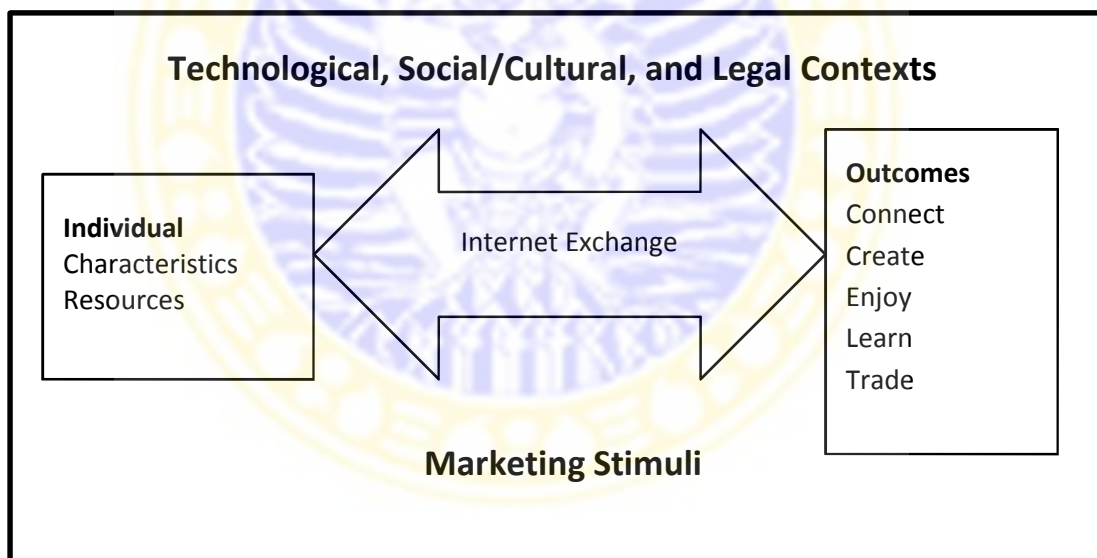 Technological, Social/Cultural, and Legal Contexts
Individual
Characteristics
Resources
Internet Exchange
Outcomes
Connect
Create
Enjoy
Learn
Trade
Marketing Stimuli